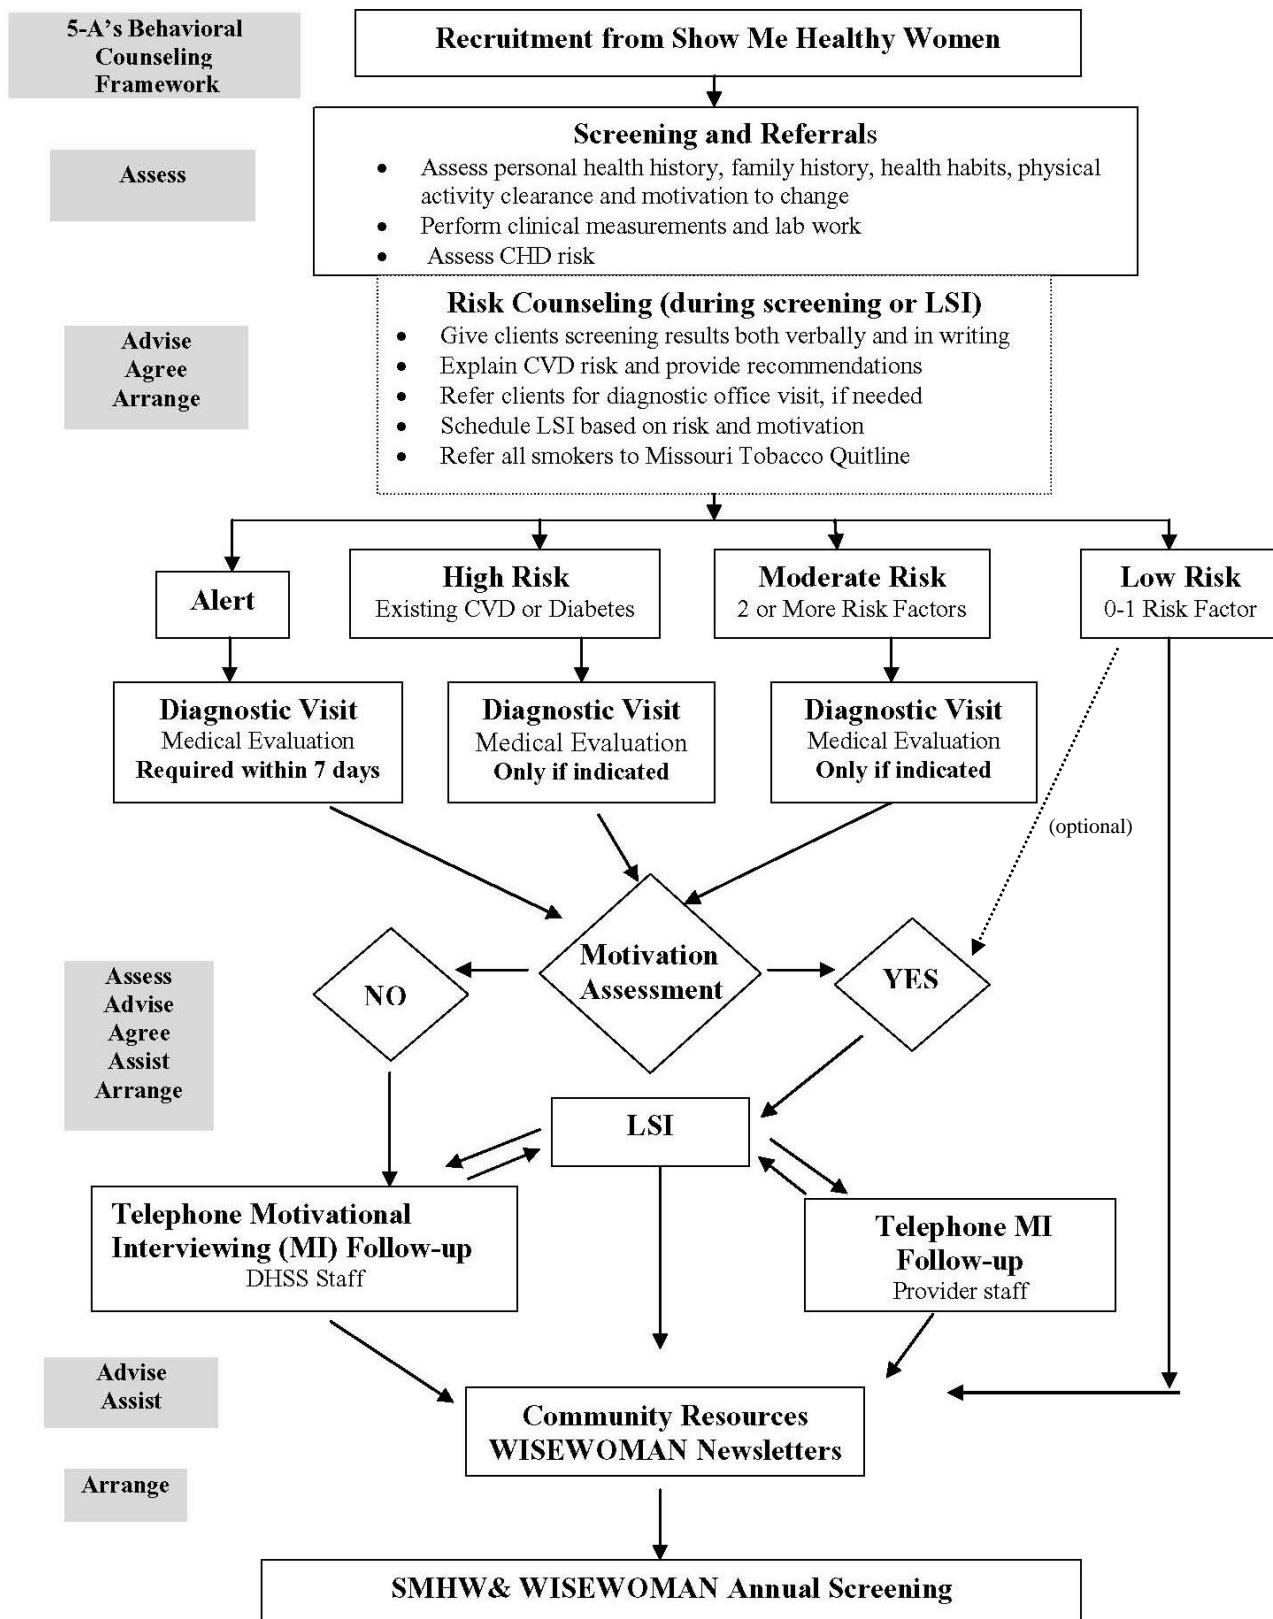 5-A's Behavioral
Counseling
Framework
Recruitment from Show Me Healthy Women
Assess
Screening and Referrals
• Assess personal health history, family history, health habits, physical
activity clearance and motivation to change
• Perform clinical measurements and lab work
• Assess CHD risk
Advise
Agree
Arrange
Risk Counseling (during screening or LSI)
• Give clients screening results both verbally and in writing
• Explain CVD risk and provide recommendations
• Refer clients for diagnostic office visit, if needed
• Schedule LSI based on risk and motivation
• Refer all smokers to Missouri Tobacco Quitline
Alert
High Risk
Existing CVD or Diabetes
Moderate Risk
2 or More Risk Factors
Low Risk
0-1 Risk Factor
Diagnostic Visit
Medical Evaluation
Required within 7 days
Diagnostic Visit
Medical Evaluation
Only if indicated
Diagnostic Visit
Medical Evaluation
Only if indicated
(optional)
Assess
Advise
Agree
Assist
Arrange
NO
Motivation
Assessment
YES
LSI
Telephone Motivational
Interviewing (MI) Follow-up
DHSS Staff
Telephone MI
Follow-up
Provider staff
Advise
Assist
Community Resources
WISEWOMAN Newsletters
Arrange
SMHW& WISEWOMAN Annual Screening